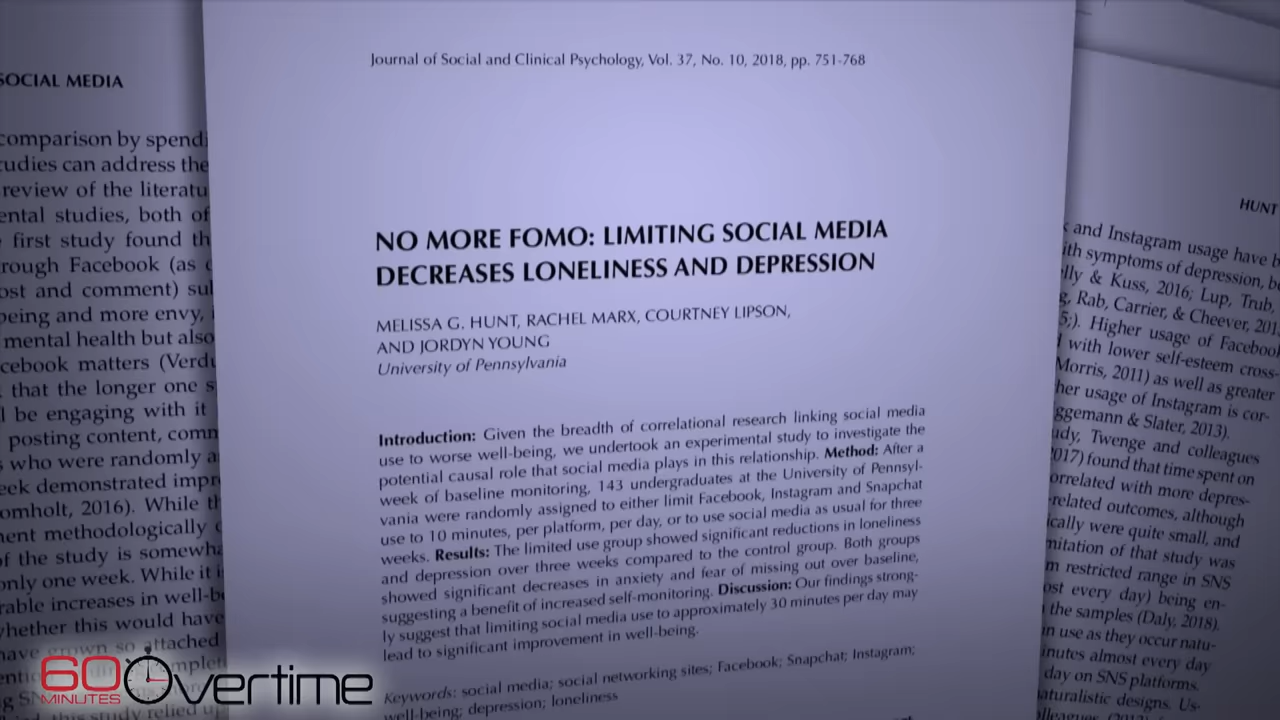 SOCIAL MEDIA
comparison by spendi
tudies can address the
review of the literatu
ental studies, both of
first study found th
rough Facebook (as
ost and comment) sul
being and more envy,
mental health but also
cebook matters (Verdu
that the longer one s
l be engaging with it
posting content, comm
who were randomly a
eek demonstrated impr
omholt, 2016). While th
ment methodologically
of the study is somewha
only one week. While it i
rable increases in well-be
whether this would have
have grown so attached
Journal of Social and Clinical Psychology, Vol. 37, No. 10, 2018, pp. 751-768
NO MORE FOMO: LIMITING SOCIAL MEDIA
DECREASES LONELINESS AND DEPRESSION
MELISSA G. HUNT, RACHEL MARX, COURTNEY LIPSON,
AND JORDYN YOUNG
University of Pennsylvania
Introduction: Given the breadth of correlational research linking social media
use to worse well-being, we undertook an experimental study to investigate the
potential causal role that social media plays in this relationship. Method: After a
week of baseline monitoring, 143 undergraduates at the University of Pennsyl-
vania were randomly assigned to either limit Facebook, Instagram and Snapchat
use to 10 minutes, per platform, per day, or to use social media as usual for three
weeks. Results: The limited use group showed significant reductions in loneliness
and depression over three weeks compared to the control group. Both groups
showed significant decreases in anxiety and fear of missing out over baseline,
suggesting a benefit of increased self-monitoring. Discussion: Our findings strong-
ly suggest that limiting social media use to approximately 30 minutes per day may
lead to significant improvement in well-being.
Keywords: social media; social networking sites; Facebook; Snapchat; Instagram;
well-being; depression; loneliness
HUNT
and Instagram usage have b
ith symptoms of depression, be
lly & Kuss, 2016; Lup, Trub,
g, Rab, Carrier, & Cheever, 201
5;). Higher usage of Facebook
with lower self-esteem cross-
Morris, 2011) as well as greater
her usage of Instagram is cor-
ggemann & Slater, 2013).
udy, Twenge and colleagues
2017) found that time spent on
orrelated with more depres-
related outcomes, although
ically were quite small, and
mitation of that study was
m restricted range in SNS
ost every day) being en-
the samples (Daly, 2018).
n use as they occur natu-
inutes almost every day
day on SNS platforms.
naturalistic designs. Us-
60 MINUTES Overtime